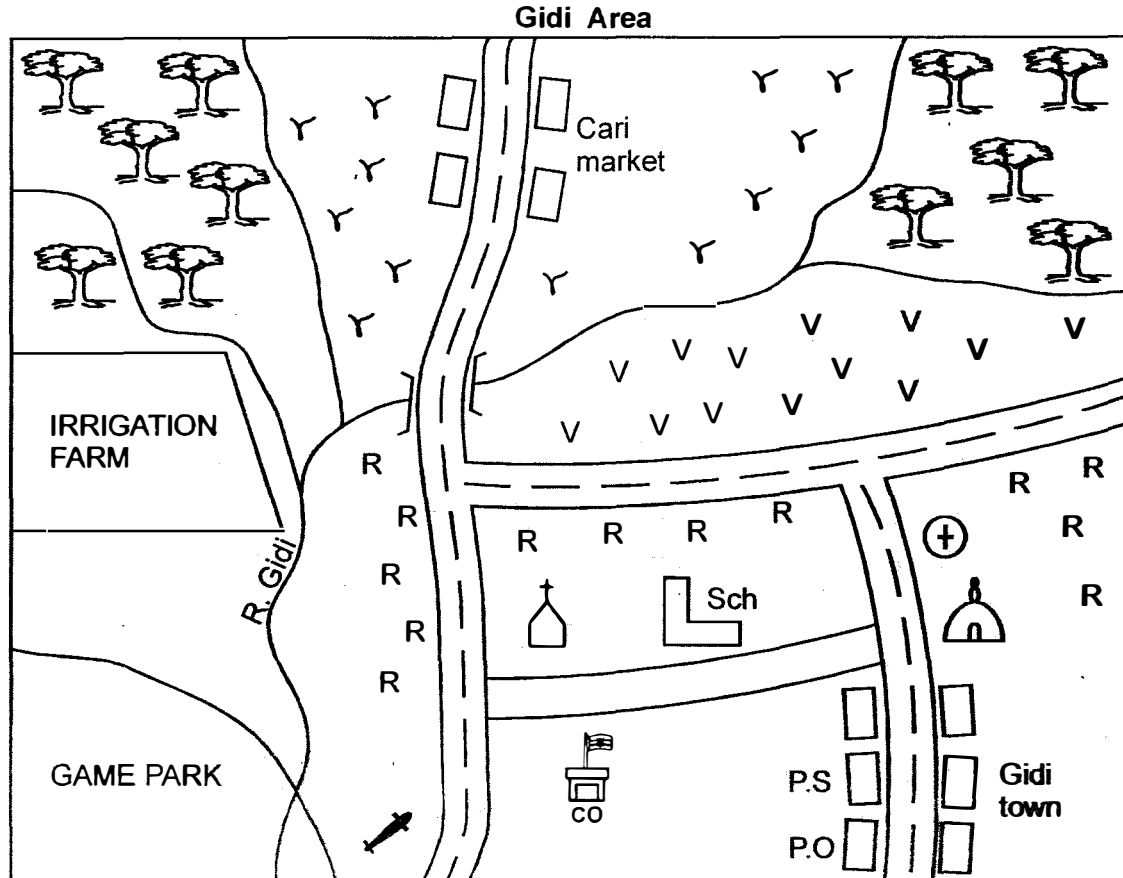 Gidi Area
Cari
market
V V V
V V V
V V V
V V V
V
IRRIGATION
FARM
R R
R
R R R
R R R
R
R. Gidi
R
Sch
R
R
GAME PARK
P.S
Gidi
town
CO
P.O